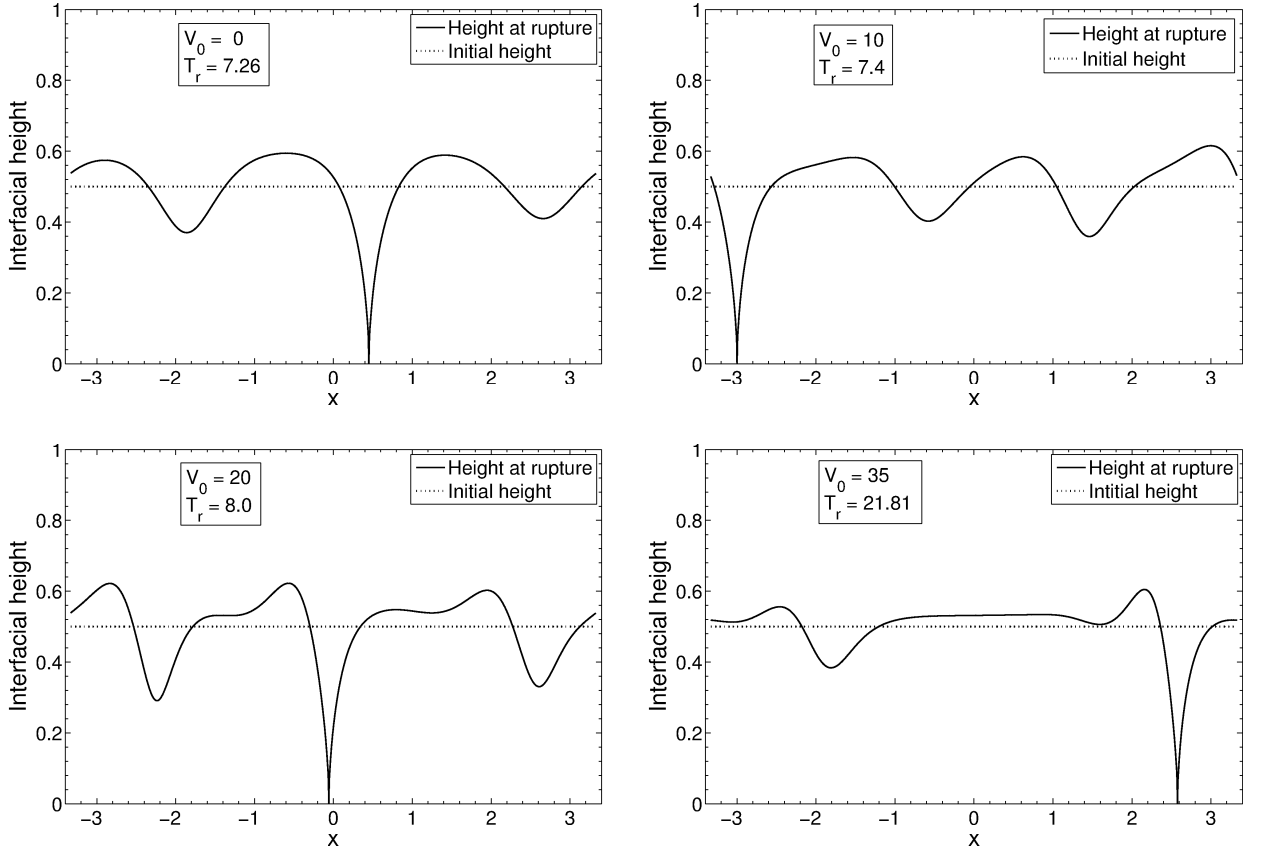 V0 = 0
Tr = 7.26
Height at rupture
Initial height
Interfacial height
1
0.8
0.6
0.4
0.2
0
−3 −2 −1 0 1 2 3
x
V0 = 10
Tr = 7.4
Height at rupture
Initial height
Interfacial height
1
0.8
0.6
0.4
0.2
0
−3 −2 −1 0 1 2 3
x
V0 = 20
Tr = 8.0
Height at rupture
Initial height
Interfacial height
1
0.8
0.6
0.4
0.2
0
−3 −2 −1 0 1 2 3
x
V0 = 35
Tr = 21.81
Height at rupture
Intitial height
Interfacial height
1
0.8
0.6
0.4
0.2
0
−3 −2 −1 0 1 2 3
x